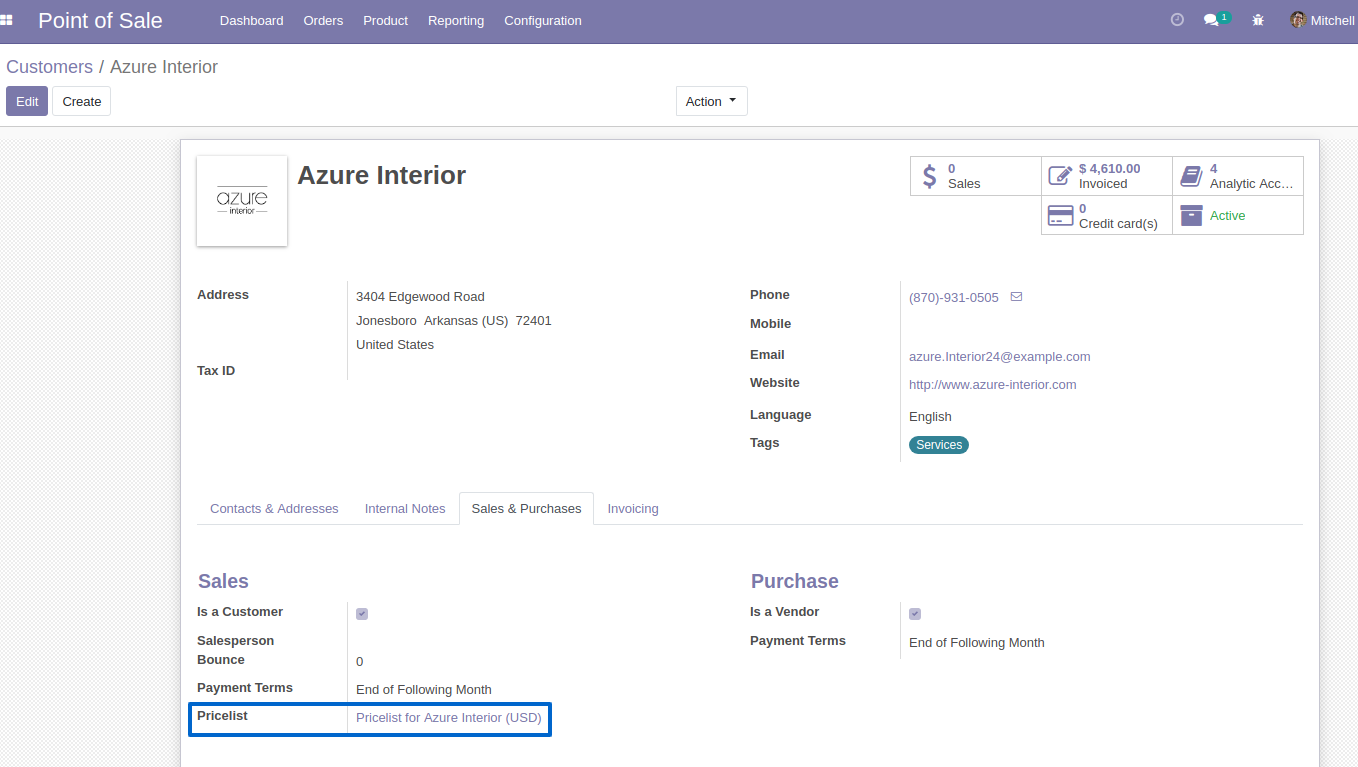 Point of Sale Dashboard Orders Product Reporting Configuration 1 Mitchell
Customers / Azure Interior
Edit Create Action
azure
interior
Azure Interior
0
Sales
$ 4,610.00
Invoiced
4
Analytic Acc...
0
Credit card(s)
Active
Address 3404 Edgewood Road
Jonesboro Arkansas (US) 72401
United States
Tax ID
Phone (870)-931-0505
Mobile
Email azure.Interior24@example.com
Website http://www.azure-interior.com
Language English
Tags Services
Contacts & Addresses Internal Notes Sales & Purchases Invoicing
Sales
Is a Customer
Salesperson
Bounce 0
Payment Terms End of Following Month
Pricelist Pricelist for Azure Interior (USD)
Purchase
Is a Vendor
Payment Terms End of Following Month